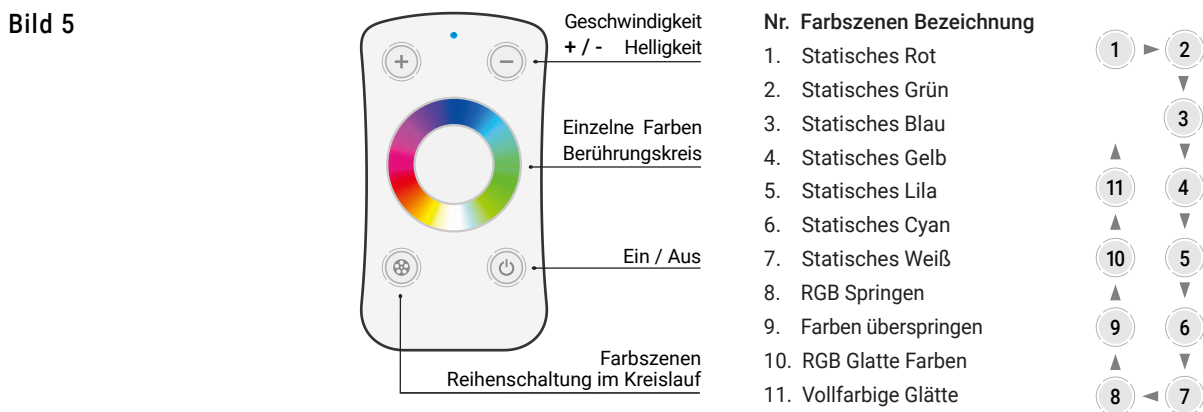 Bild 5
Geschwindigkeit
+ / - Helligkeit
Einzelne Farben
Berührungskreis
Ein / Aus
Farbszenen
Reihenschaltung im Kreislauf
Nr. Farbszenen Bezeichnung
1. Statisches Rot
2. Statisches Grün
3. Statisches Blau
4. Statisches Gelb
5. Statisches Lila
6. Statisches Cyan
7. Statisches Weiß
8. RGB Springen
9. Farben überspringen
10. RGB Glatte Farben
11. Vollfarbige Glätte
1 2
3
11 4
10 5
9 6
8 7